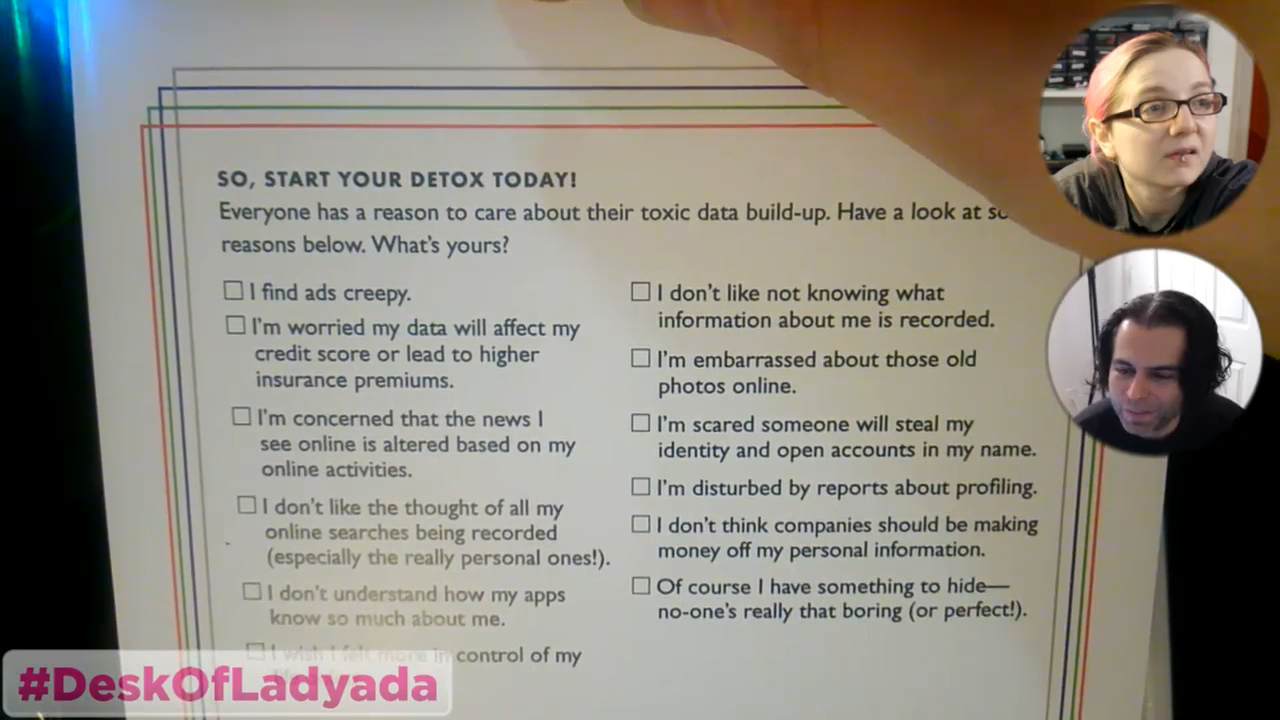 SO, START YOUR DETOX TODAY!
Everyone has a reason to care about their toxic data build-up. Have a look at
reasons below. What's yours?
I find ads creepy.
I'm worried my data will affect my
credit score or lead to higher
insurance premiums.
I'm concerned that the news I
see online is altered based on my
online activities.
I don't like the thought of all my
online searches being recorded
(especially the really personal ones!).
I don't understand how my apps
know so much about me.
I wish I felt more in control of my
I don't like not knowing what
information about me is recorded.
I'm embarrassed about those old
photos online.
I'm scared someone will steal my
identity and open accounts in my name.
I'm disturbed by reports about profiling.
I don't think companies should be making
money off my personal information.
Of course I have something to hide—
no-one's really that boring (or perfect!).
#DeskOfLadyada